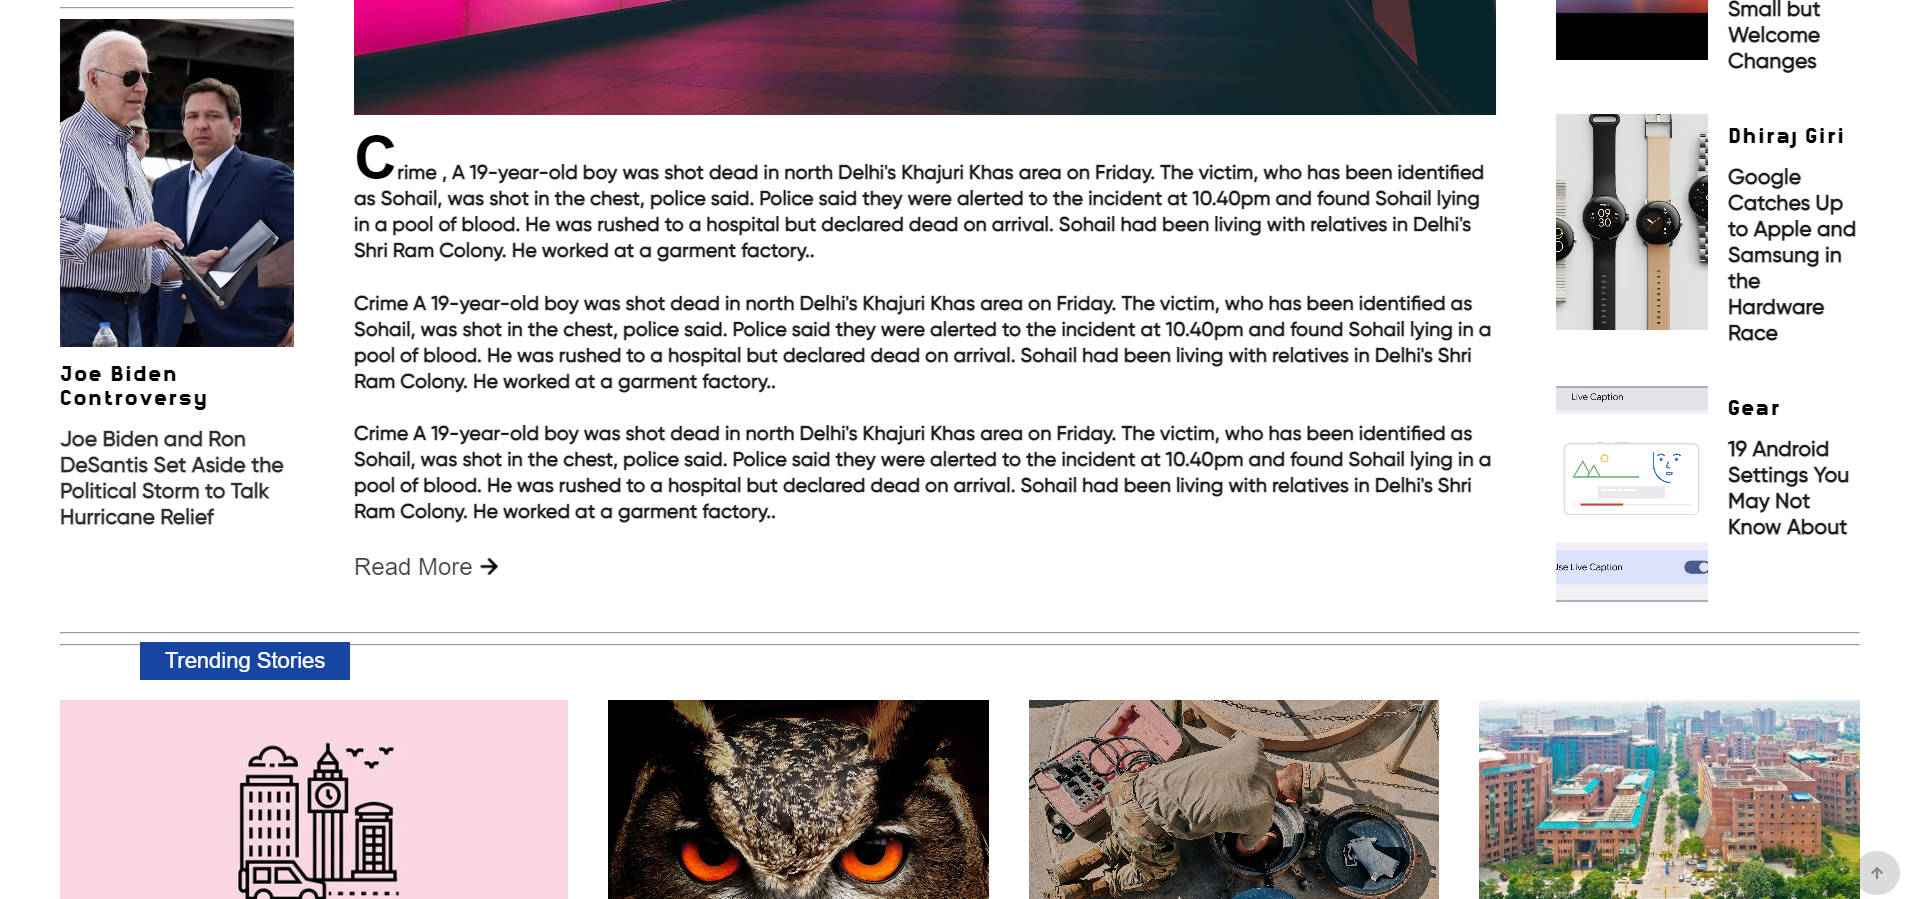 Joe Biden
Controversy
Joe Biden and Ron
DeSantis Set Aside the
Political Storm to Talk
Hurricane Relief
Crime , A 19-year-old boy was shot dead in north Delhi's Khajuri Khas area on Friday. The victim, who has been identified
as Sohail, was shot in the chest, police said. Police said they were alerted to the incident at 10.40pm and found Sohail lying
in a pool of blood. He was rushed to a hospital but declared dead on arrival. Sohail had been living with relatives in Delhi's
Shri Ram Colony. He worked at a garment factory..
Crime A 19-year-old boy was shot dead in north Delhi's Khajuri Khas area on Friday. The victim, who has been identified as
Sohail, was shot in the chest, police said. Police said they were alerted to the incident at 10.40pm and found Sohail lying in a
pool of blood. He was rushed to a hospital but declared dead on arrival. Sohail had been living with relatives in Delhi's Shri
Ram Colony. He worked at a garment factory..
Crime A 19-year-old boy was shot dead in north Delhi's Khajuri Khas area on Friday. The victim, who has been identified as
Sohail, was shot in the chest, police said. Police said they were alerted to the incident at 10.40pm and found Sohail lying in a
pool of blood. He was rushed to a hospital but declared dead on arrival. Sohail had been living with relatives in Delhi's Shri
Ram Colony. He worked at a garment factory..
Read More
Small but
Welcome
Changes
09
30
Dhiraj Giri
Google
Catches Up
to Apple and
Samsung in
the
Hardware
Race
Live Caption
Use Live Caption
Gear
19 Android
Settings You
May Not
Know About
Trending Stories